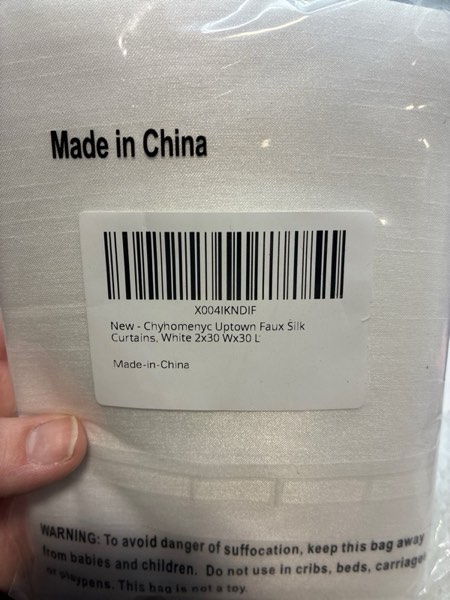 Made in China
X004IKNDIF
New - Chyhomenyc Uptown Faux Silk
Curtains, White 2x30 Wx30 L
Made-in-China
WARNING: To avoid danger of suffocation, keep this bag away
from babies and children. Do not use in cribs, beds, carriages
or playpens. This bag is not a toy.